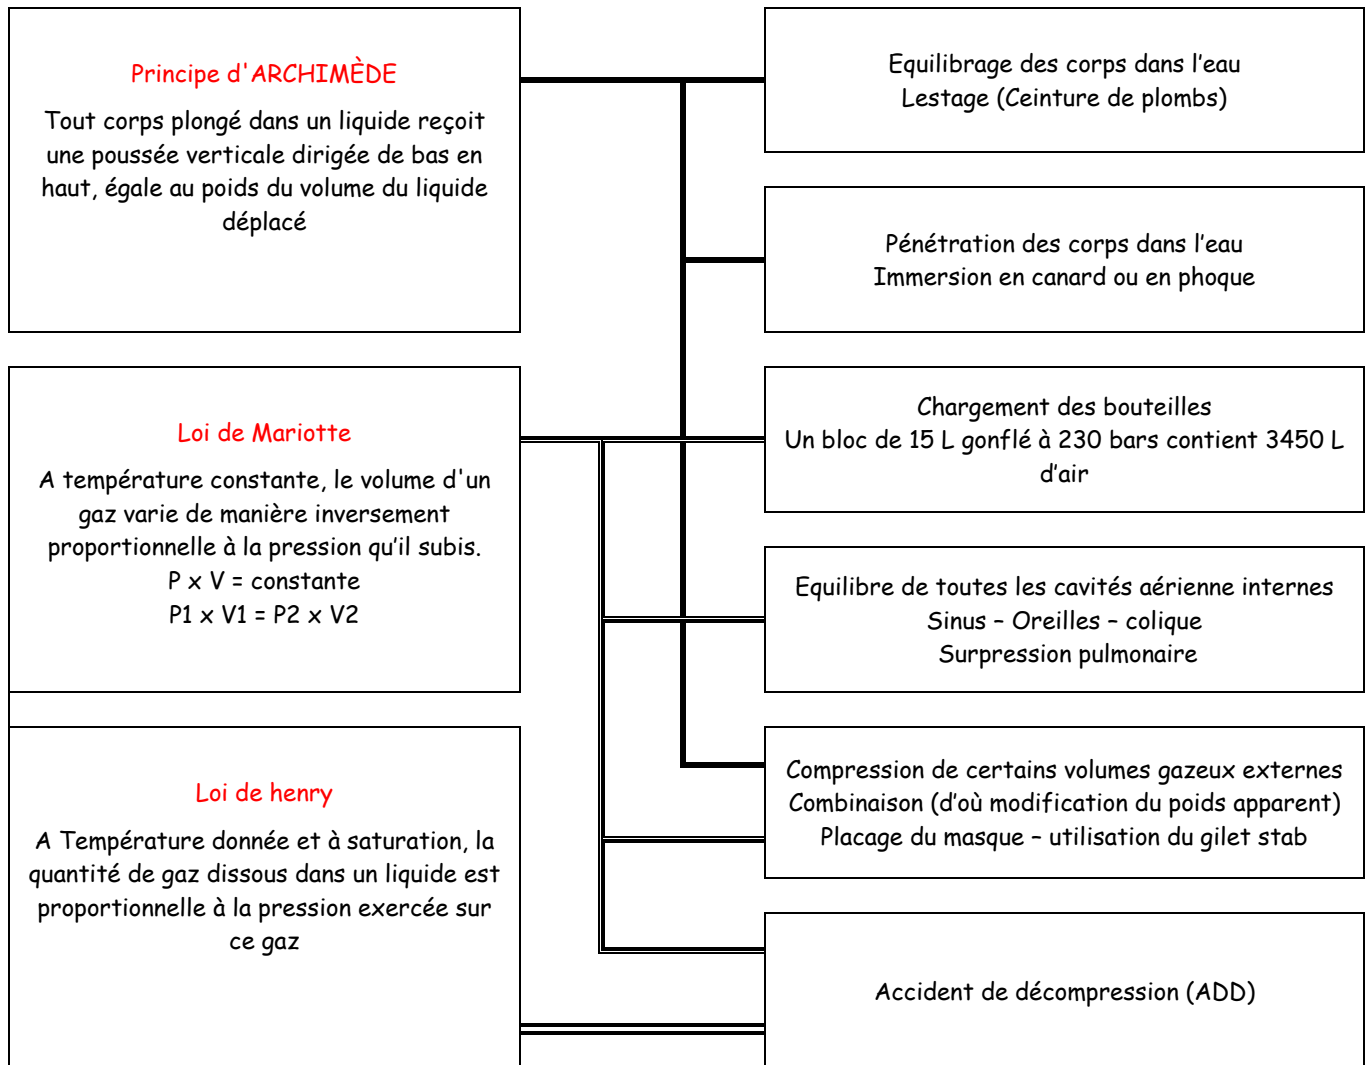 Principe d'ARCHIMÈDE
Tout corps plongé dans un liquide reçoit
une poussée verticale dirigée de bas en
haut, égale au poids du volume du liquide
déplacé
Loi de Mariotte
A température constante, le volume d'un
gaz varie de manière inversement
proportionnelle à la pression qu'il subis.
P x V = constante
P1 x V1 = P2 x V2
Loi de henry
A Température donnée et à saturation, la
quantité de gaz dissous dans un liquide est
proportionnelle à la pression exercée sur
ce gaz
Equilibrage des corps dans l’eau
Lestage (Ceinture de plombs)
Pénétration des corps dans l’eau
Immersion en canard ou en phoque
Chargement des bouteilles
Un bloc de 15 L gonflé à 230 bars contient 3450 L
d’air
Equilibre de toutes les cavités aérienne internes
Sinus – Oreilles – colique
Surpression pulmonaire
Compression de certains volumes gazeux externes
Combinaison (d’où modification du poids apparent)
Placage du masque – utilisation du gilet stab
Accident de décompression (ADD)